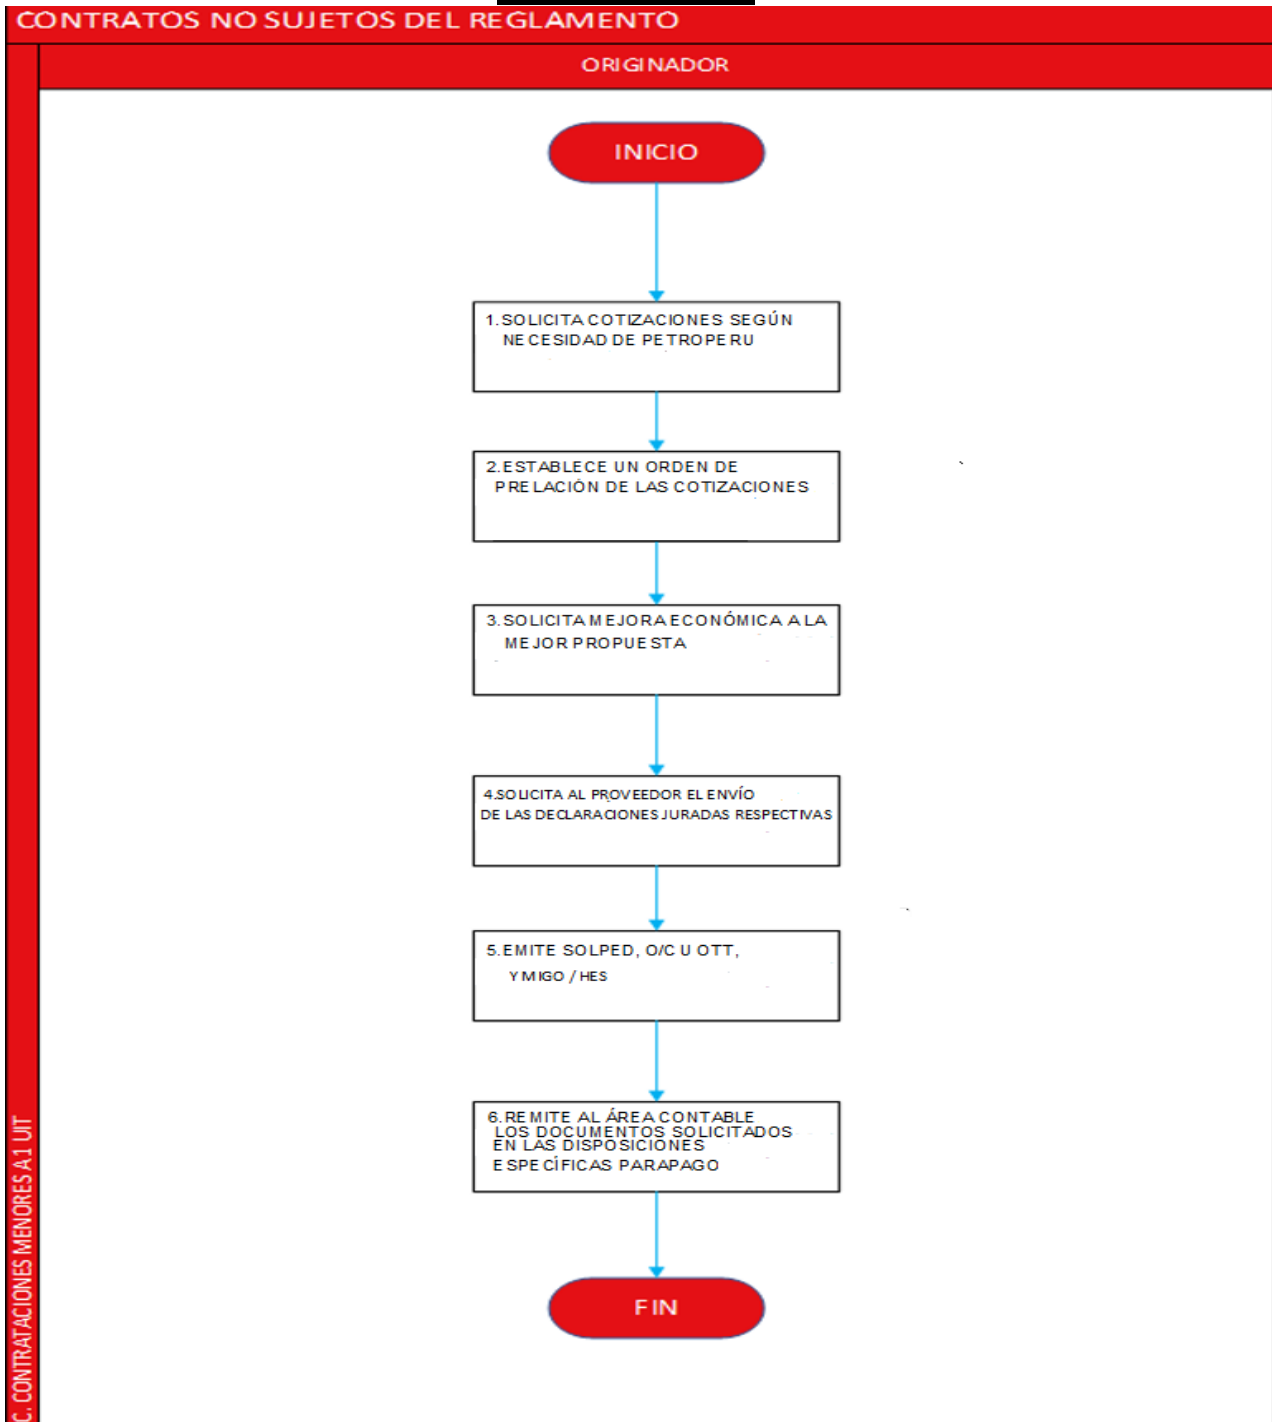 CONTRATOS NO SUJETOS DEL REGLAMENTO
ORIGINADOR
INICIO
1.SOLICITA COTIZACIONES SEGÚN
NECESIDAD DE PETROPERU
2.ESTABLECE UN ORDEN DE
PRELACIÓN DE LAS COTIZACIONES
3.SOLICITA MEJORA ECONÓMICA A LA
MEJOR PROPUESTA
4.SOLICITA AL PROVEEDOR EL ENVÍO
DE LAS DECLARACIONES JURADAS RESPECTIVAS
5.EMITE SOLPED, O/C U OTT,
Y MIGO / HES
6.REMITE AL ÁREA CONTABLE
LOS DOCUMENTOS SOLICITADOS
EN LAS DISPOSICIONES
ESPECÍFICAS PARA PAGO
FIN
C. CONTRATACIONES MENORES A 1 UIT